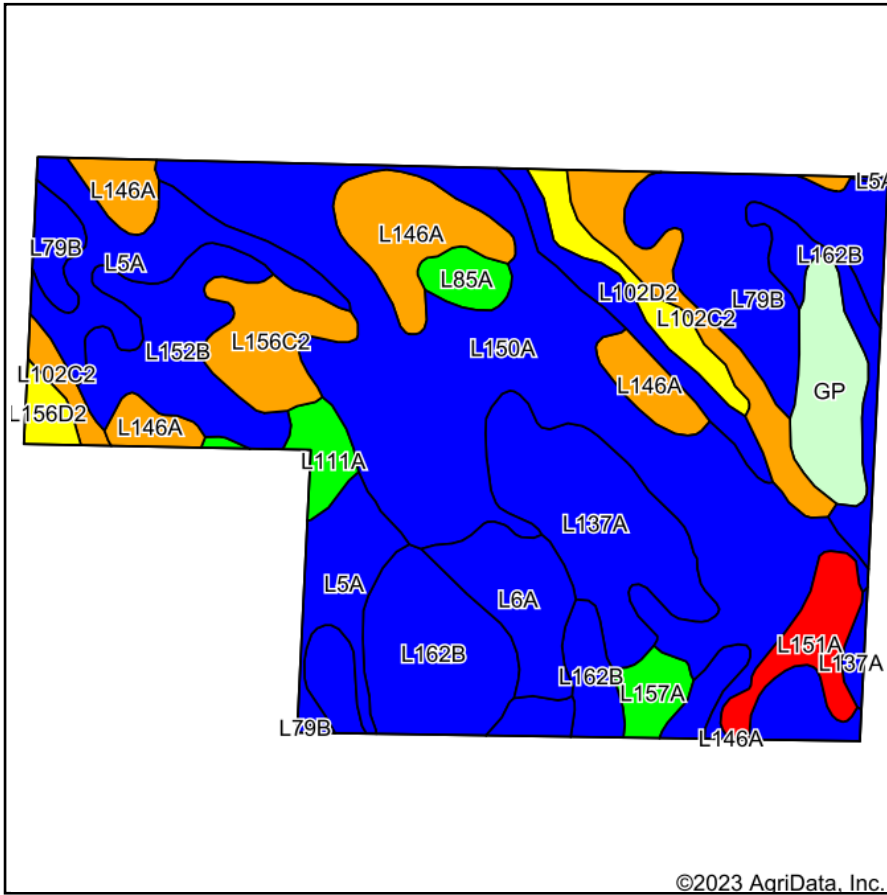 L5A
L146A
L146A
L79B
L5A
L162B
L85A
L102D2
L79B
L102C2
L156C2
L152B
L150A
L102C2
L146A
GP
L156D2
L146A
L111A
L137A
L5A
L6A
L162B
L151A
L137A
L162B
L157A
L79B
L146A
©2023 AgriData, Inc.